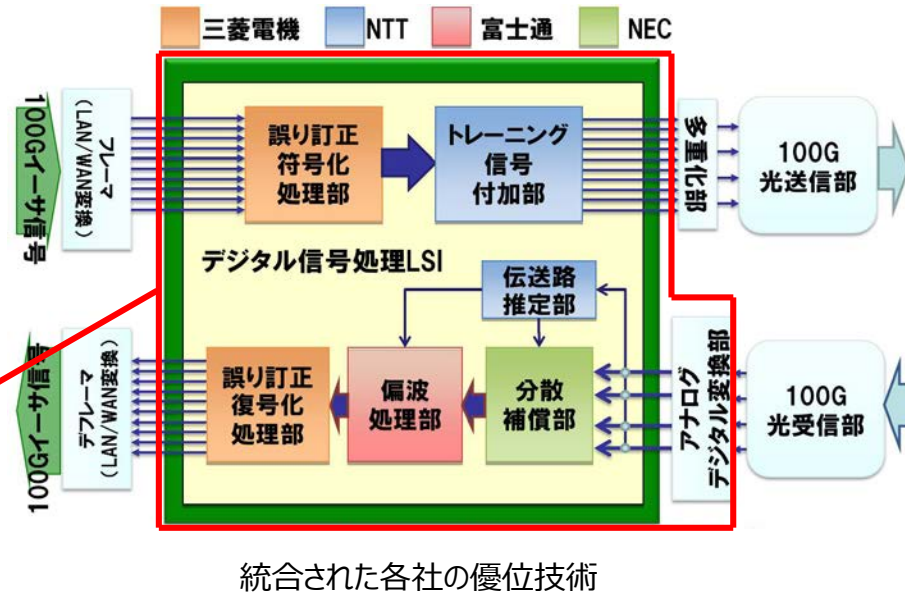 三菱電機
NTT
富士通
NEC
100Gイーサ信号
フレーマ
(LAN/WAN変換)
誤り訂正
符号化
処理部
トレーニング
信号
付加部
多重化部
100G
光送信部
デジタル信号処理LSI
伝送路
推定部
100Gイーサ信号
デフレーマ
(LAN/WAN変換)
誤り訂正
復号化
処理部
偏波
処理部
分散
補償部
アナログ
デジタル変換部
100G
光受信部
統合された各社の優位技術